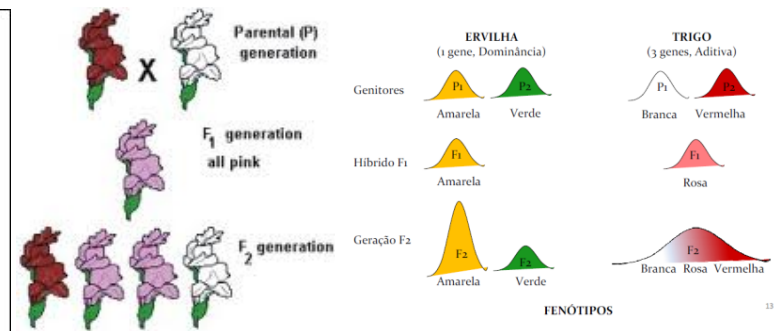 Parental (P)
generation
X
F1 generation
all pink
F2 generation
ERVILHA
(1 gene, Dominância)
TRIGO
(3 genes, Aditiva)
Genitores
P1
P2
P1
P2
Amarela
Verde
Branca
Vermelha
Híbrido F1
F1
F1
Amarela
Rosa
Geração F2
F2
F2
F2
Amarela
Verde
Branca Rosa Vermelha
FENÓTIPOS
13